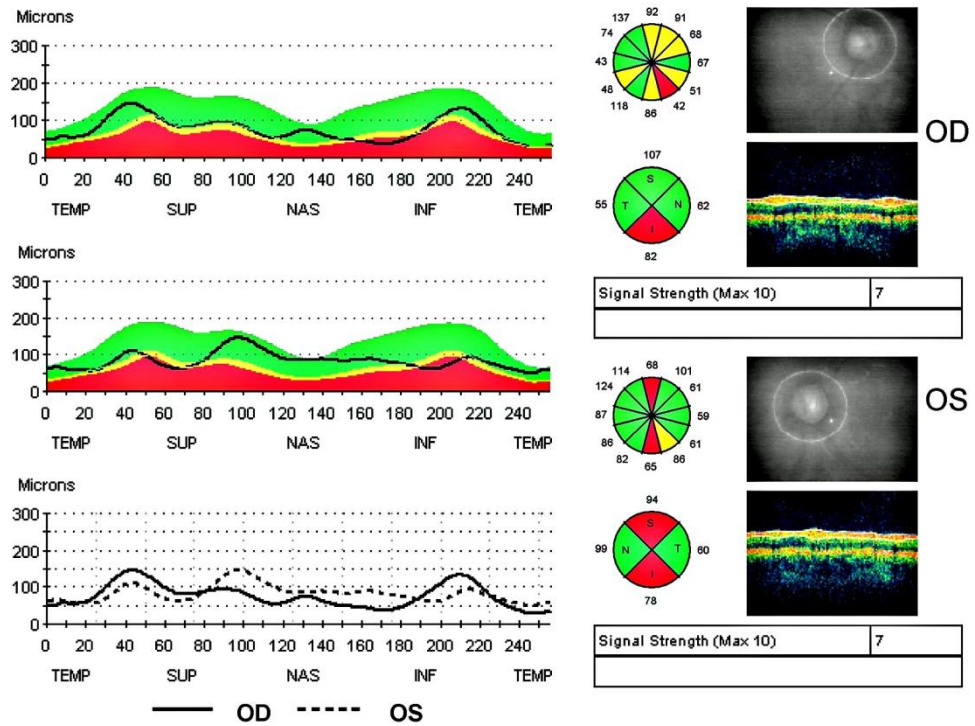 Microns
300
200
100
0
0 20 40 60 80 100 120 140 160 180 200 220 240
TEMP SUP NAS INF TEMP
92
137 91
74 68
43 67
48 51
118 42
86
107
S
55 T N 62
I
82
OD
Signal Strength (Max 10) 7
Microns
300
200
100
0
0 20 40 60 80 100 120 140 160 180 200 220 240
TEMP SUP NAS INF TEMP
68
114 101
124 61
87 59
86 61
82 86
65
94
S
99 N T 60
I
78
OS
Signal Strength (Max 10) 7
Microns
300
200
100
0
0 20 40 60 80 100 120 140 160 180 200 220 240
TEMP SUP NAS INF TEMP
OD OS